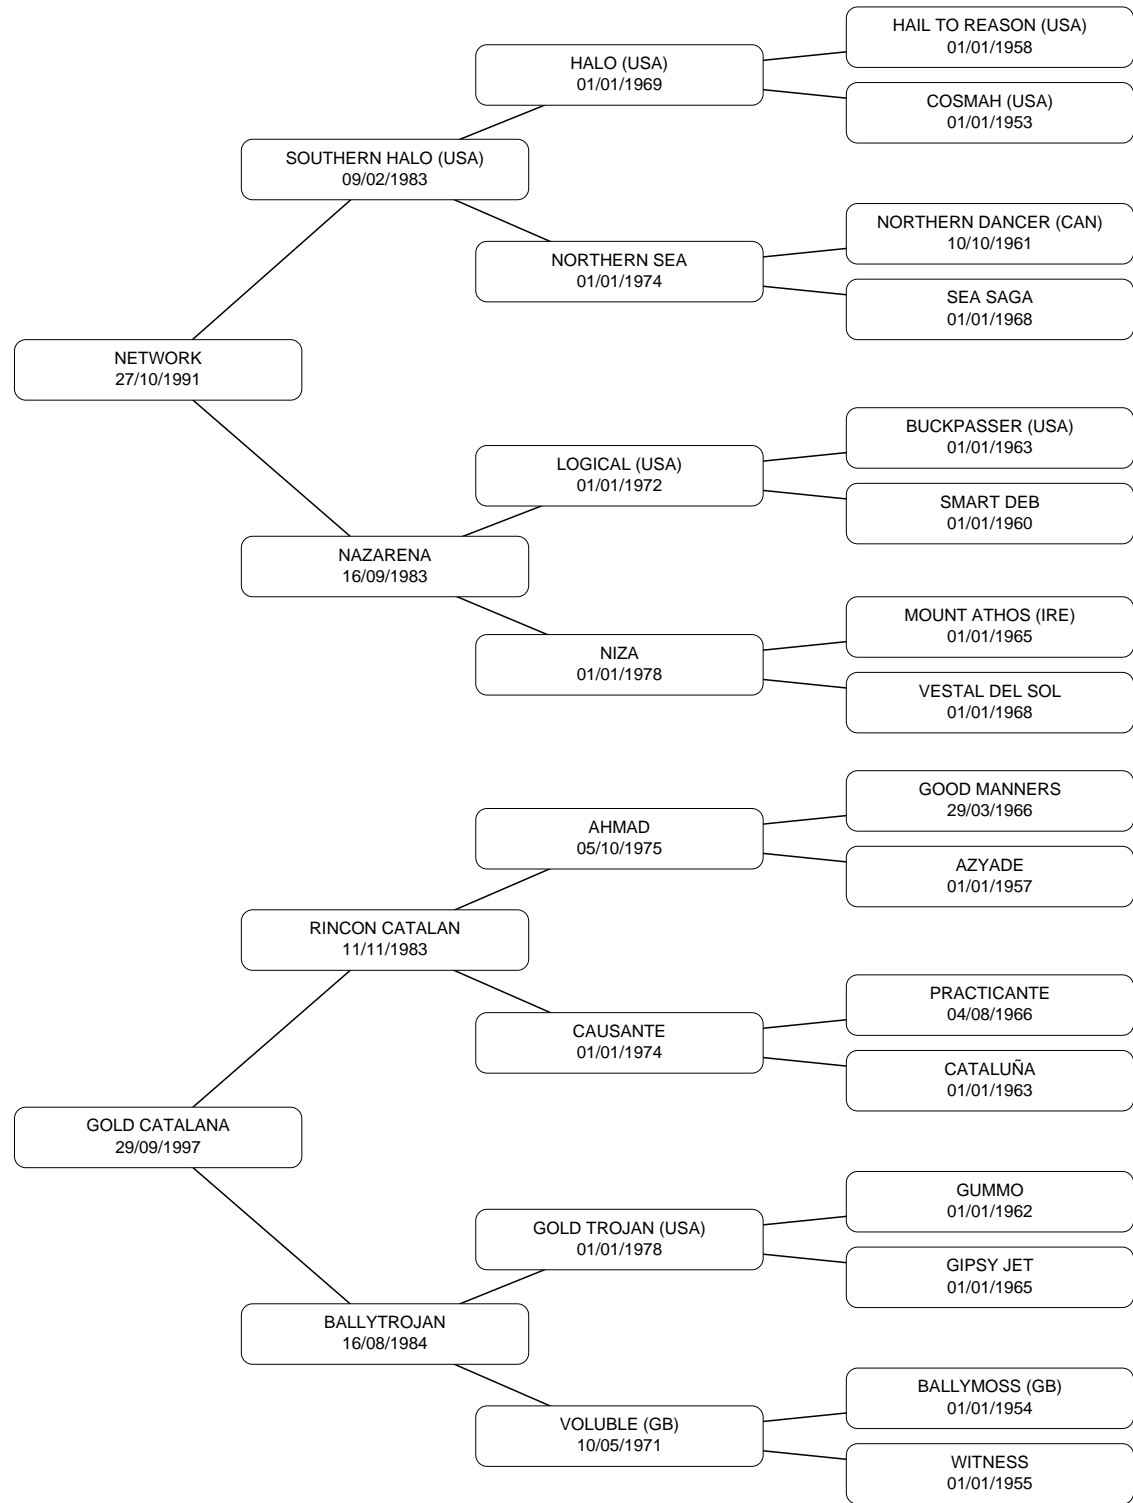 HAIL TO REASON (USA)
01/01/1958
HALO (USA)
01/01/1969
COSMAH (USA)
01/01/1953
SOUTHERN HALO (USA)
09/02/1983
NORTHERN DANCER (CAN)
10/10/1961
NORTHERN SEA
01/01/1974
SEA SAGA
01/01/1968
NETWORK
27/10/1991
BUCKPASSER (USA)
01/01/1963
LOGICAL (USA)
01/01/1972
SMART DEB
01/01/1960
NAZARENA
16/09/1983
MOUNT ATHOS (IRE)
01/01/1965
NIZA
01/01/1978
VESTAL DEL SOL
01/01/1968
GOOD MANNERS
29/03/1966
AHMAD
05/10/1975
AZYADE
01/01/1957
RINCON CATALAN
11/11/1983
PRACTICANTE
04/08/1966
CAUSANTE
01/01/1974
CATALUÑA
01/01/1963
GOLD CATALANA
29/09/1997
GUMMO
01/01/1962
GOLD TROJAN (USA)
01/01/1978
GIPSY JET
01/01/1965
BALLYTROJAN
16/08/1984
BALLYMOSS (GB)
01/01/1954
VOLUBLE (GB)
10/05/1971
WITNESS
01/01/1955